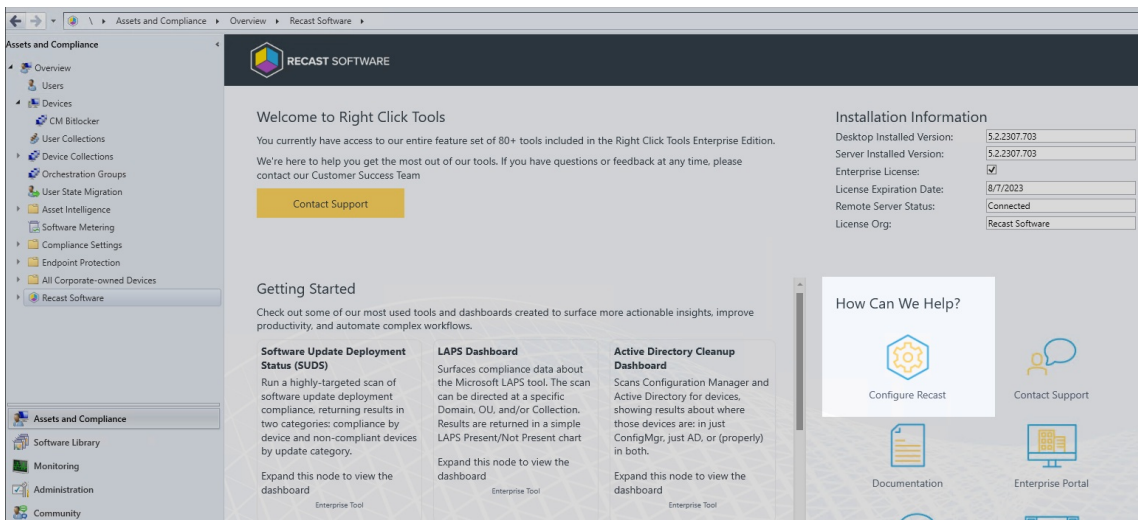 \ Assets and Compliance Overview Recast Software
Assets and Compliance
Overview
Users
Devices
CM Bitlocker
User Collections
Device Collections
Orchestration Groups
User State Migration
Asset Intelligence
Software Metering
Compliance Settings
Endpoint Protection
All Corporate-owned Devices
Recast Software
Assets and Compliance
Software Library
Monitoring
Administration
Community
RECAST SOFTWARE
Welcome to Right Click Tools
You currently have access to our entire feature set of 80+ tools included in the Right Click Tools Enterprise Edition.
We're here to help you get the most out of our tools. If you have questions or feedback at any time, please
contact our Customer Success Team
Contact Support
Installation Information
Desktop Installed Version: 5.2.2307.703
Server Installed Version: 5.2.2307.703
Enterprise License:
License Expiration Date: 8/7/2023
Remote Server Status: Connected
License Org: Recast Software
Getting Started
Check out some of our most used tools and dashboards created to surface more actionable insights, improve
productivity, and automate complex workflows.
Software Update Deployment
Status (SUDS)
Run a highly-targeted scan of
software update deployment
compliance, returning results in
two categories: compliance by
device and non-compliant devices
by update category.
Expand this node to view the
dashboard
Enterprise Tool
LAPS Dashboard
Surfaces compliance data about
the Microsoft LAPS tool. The scan
can be directed at a specific
Domain, OU, and/or Collection.
Results are returned in a simple
LAPS Present/Not Present chart
Expand this node to view the
dashboard
Enterprise Tool
Active Directory Cleanup
Dashboard
Scans Configuration Manager and
Active Directory for devices,
showing results about where
those devices are: in just
ConfigMgr, just AD, or (properly)
in both.
Expand this node to view the
dashboard
Enterprise Tool
How Can We Help?
Configure Recast
Contact Support
Documentation
Enterprise Portal